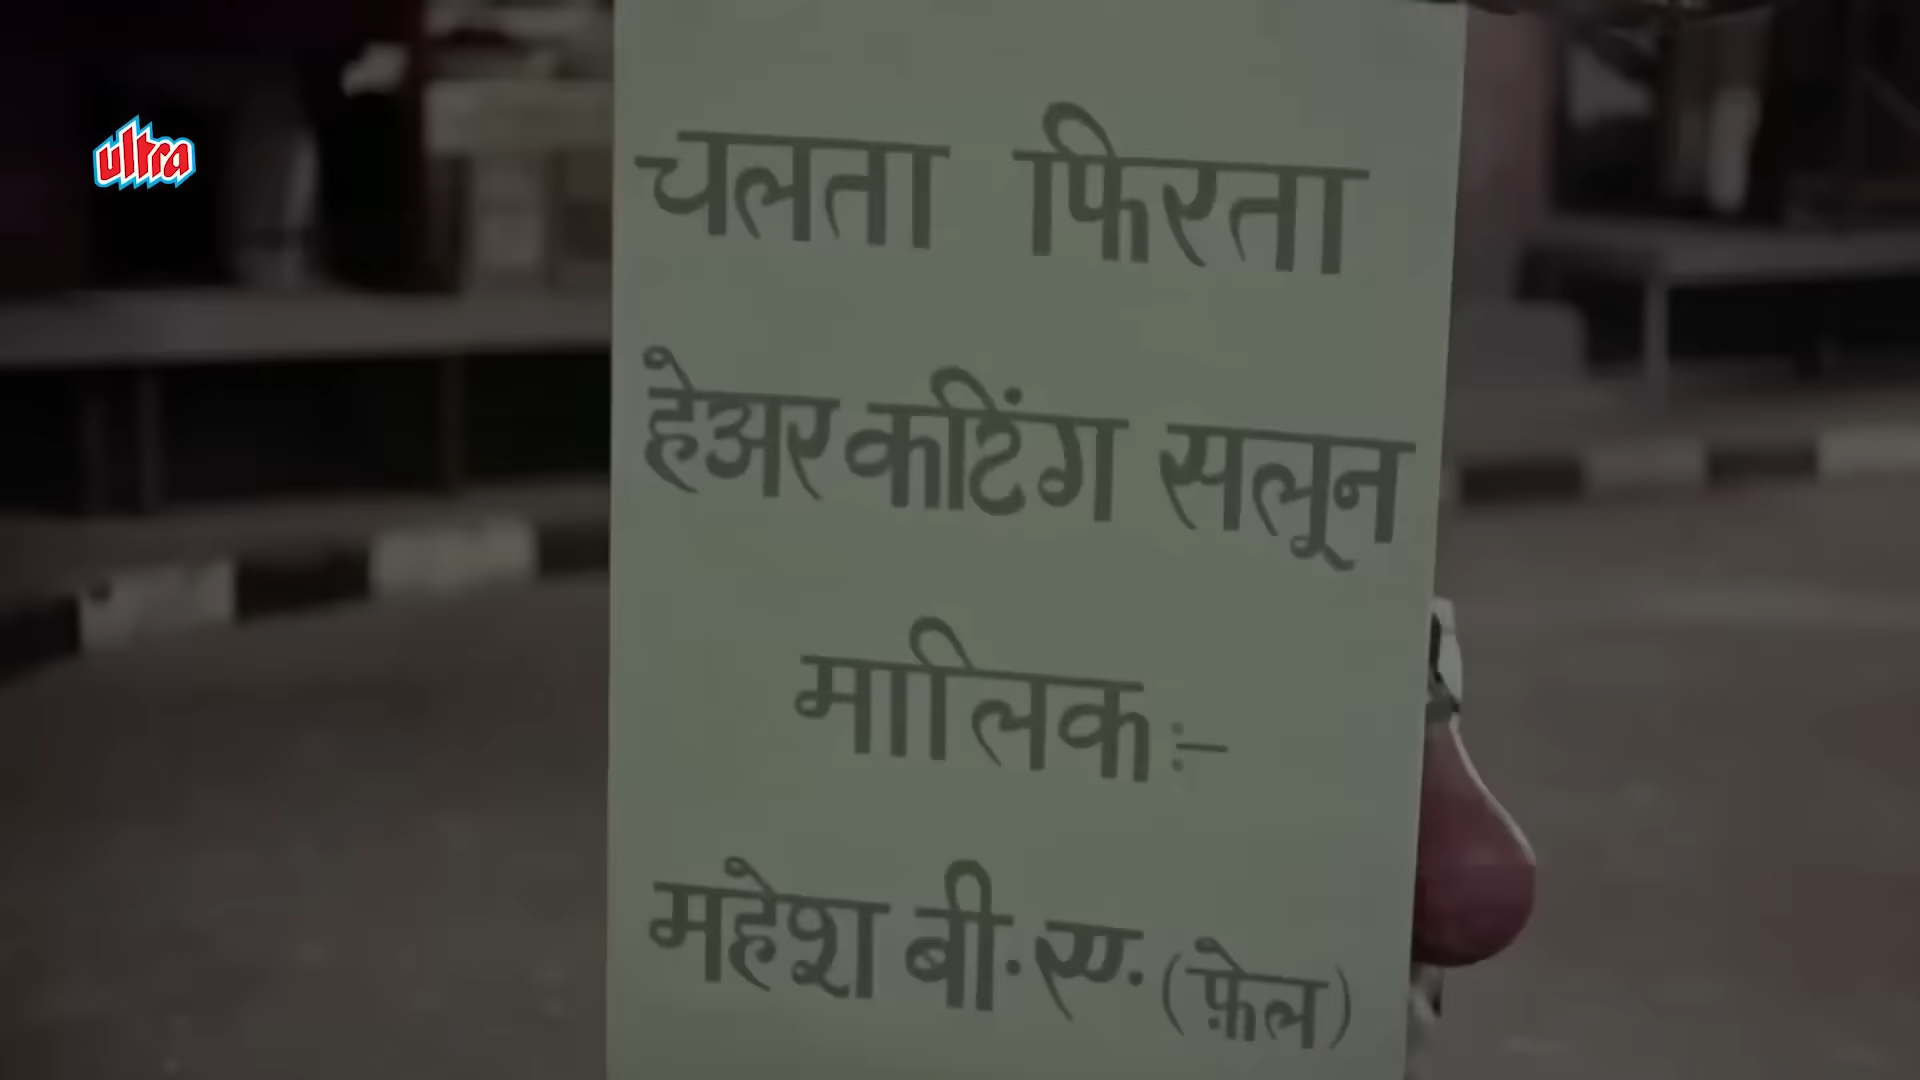 ultra
चलता फिरता
हेअर कटिंग सलून
मालिक :-
महेश बी. ए. (फ़ेल)